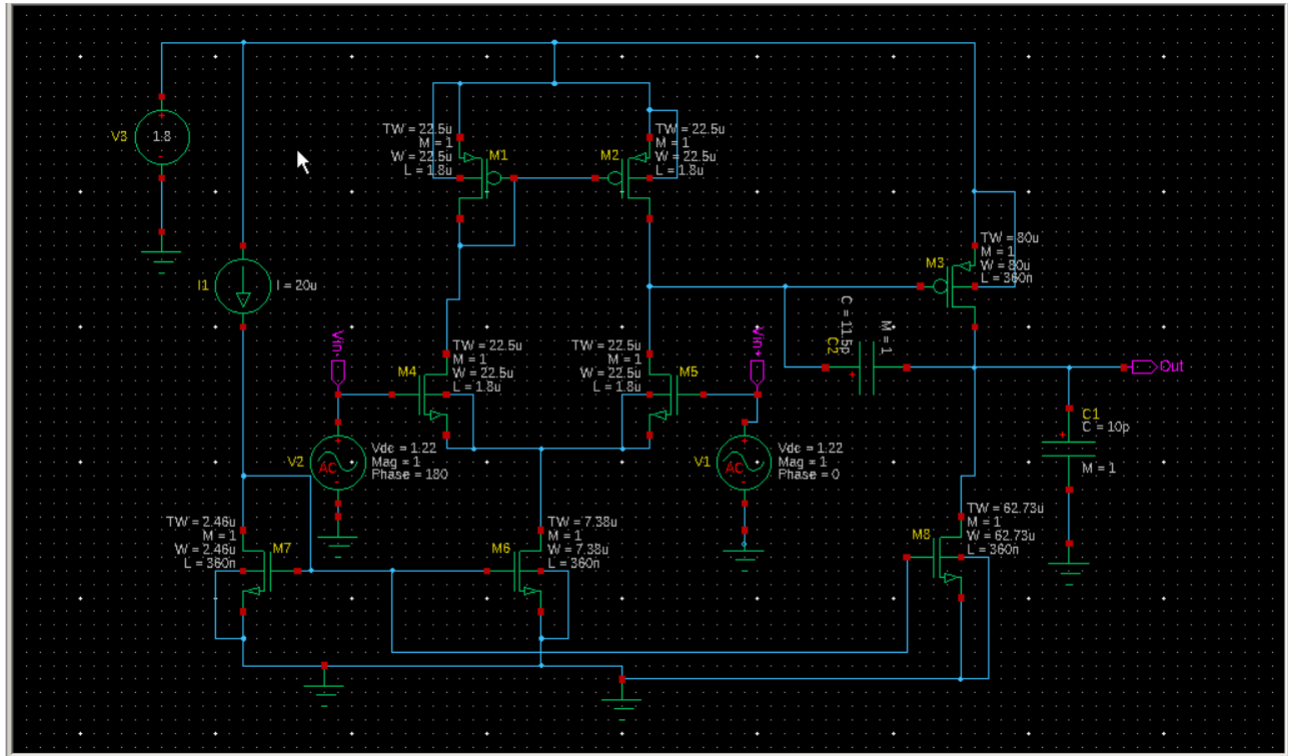 V3
1.8
I1
I = 20u
TW = 22.5u
M = 1
W = 22.5u
L = 1.8u
M1
TW = 22.5u
M = 1
W = 22.5u
L = 1.8u
M2
TW = 80u
M = 1
W = 80u
L = 360n
M3
C = 11.5p
C2
M = 1
Vin-
TW = 22.5u
M = 1
W = 22.5u
L = 1.8u
M4
TW = 22.5u
M = 1
W = 22.5u
L = 1.8u
M5
Vin+
Out
C1
C = 10p
M = 1
V2
AC
Vdc = 1.22
Mag = 1
Phase = 180
V1
AC
Vdc = 1.22
Mag = 1
Phase = 0
TW = 2.46u
M = 1
W = 2.46u
L = 360n
M7
TW = 7.38u
M = 1
W = 7.38u
L = 360n
M6
TW = 62.73u
M = 1
W = 62.73u
L = 360n
M8